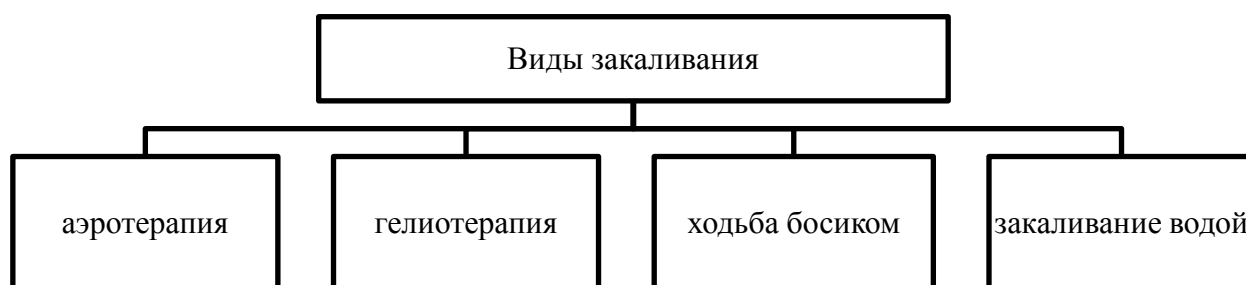 Виды закаливания
аэротерапия
гелиотерапия
ходьба босиком
закаливание водой